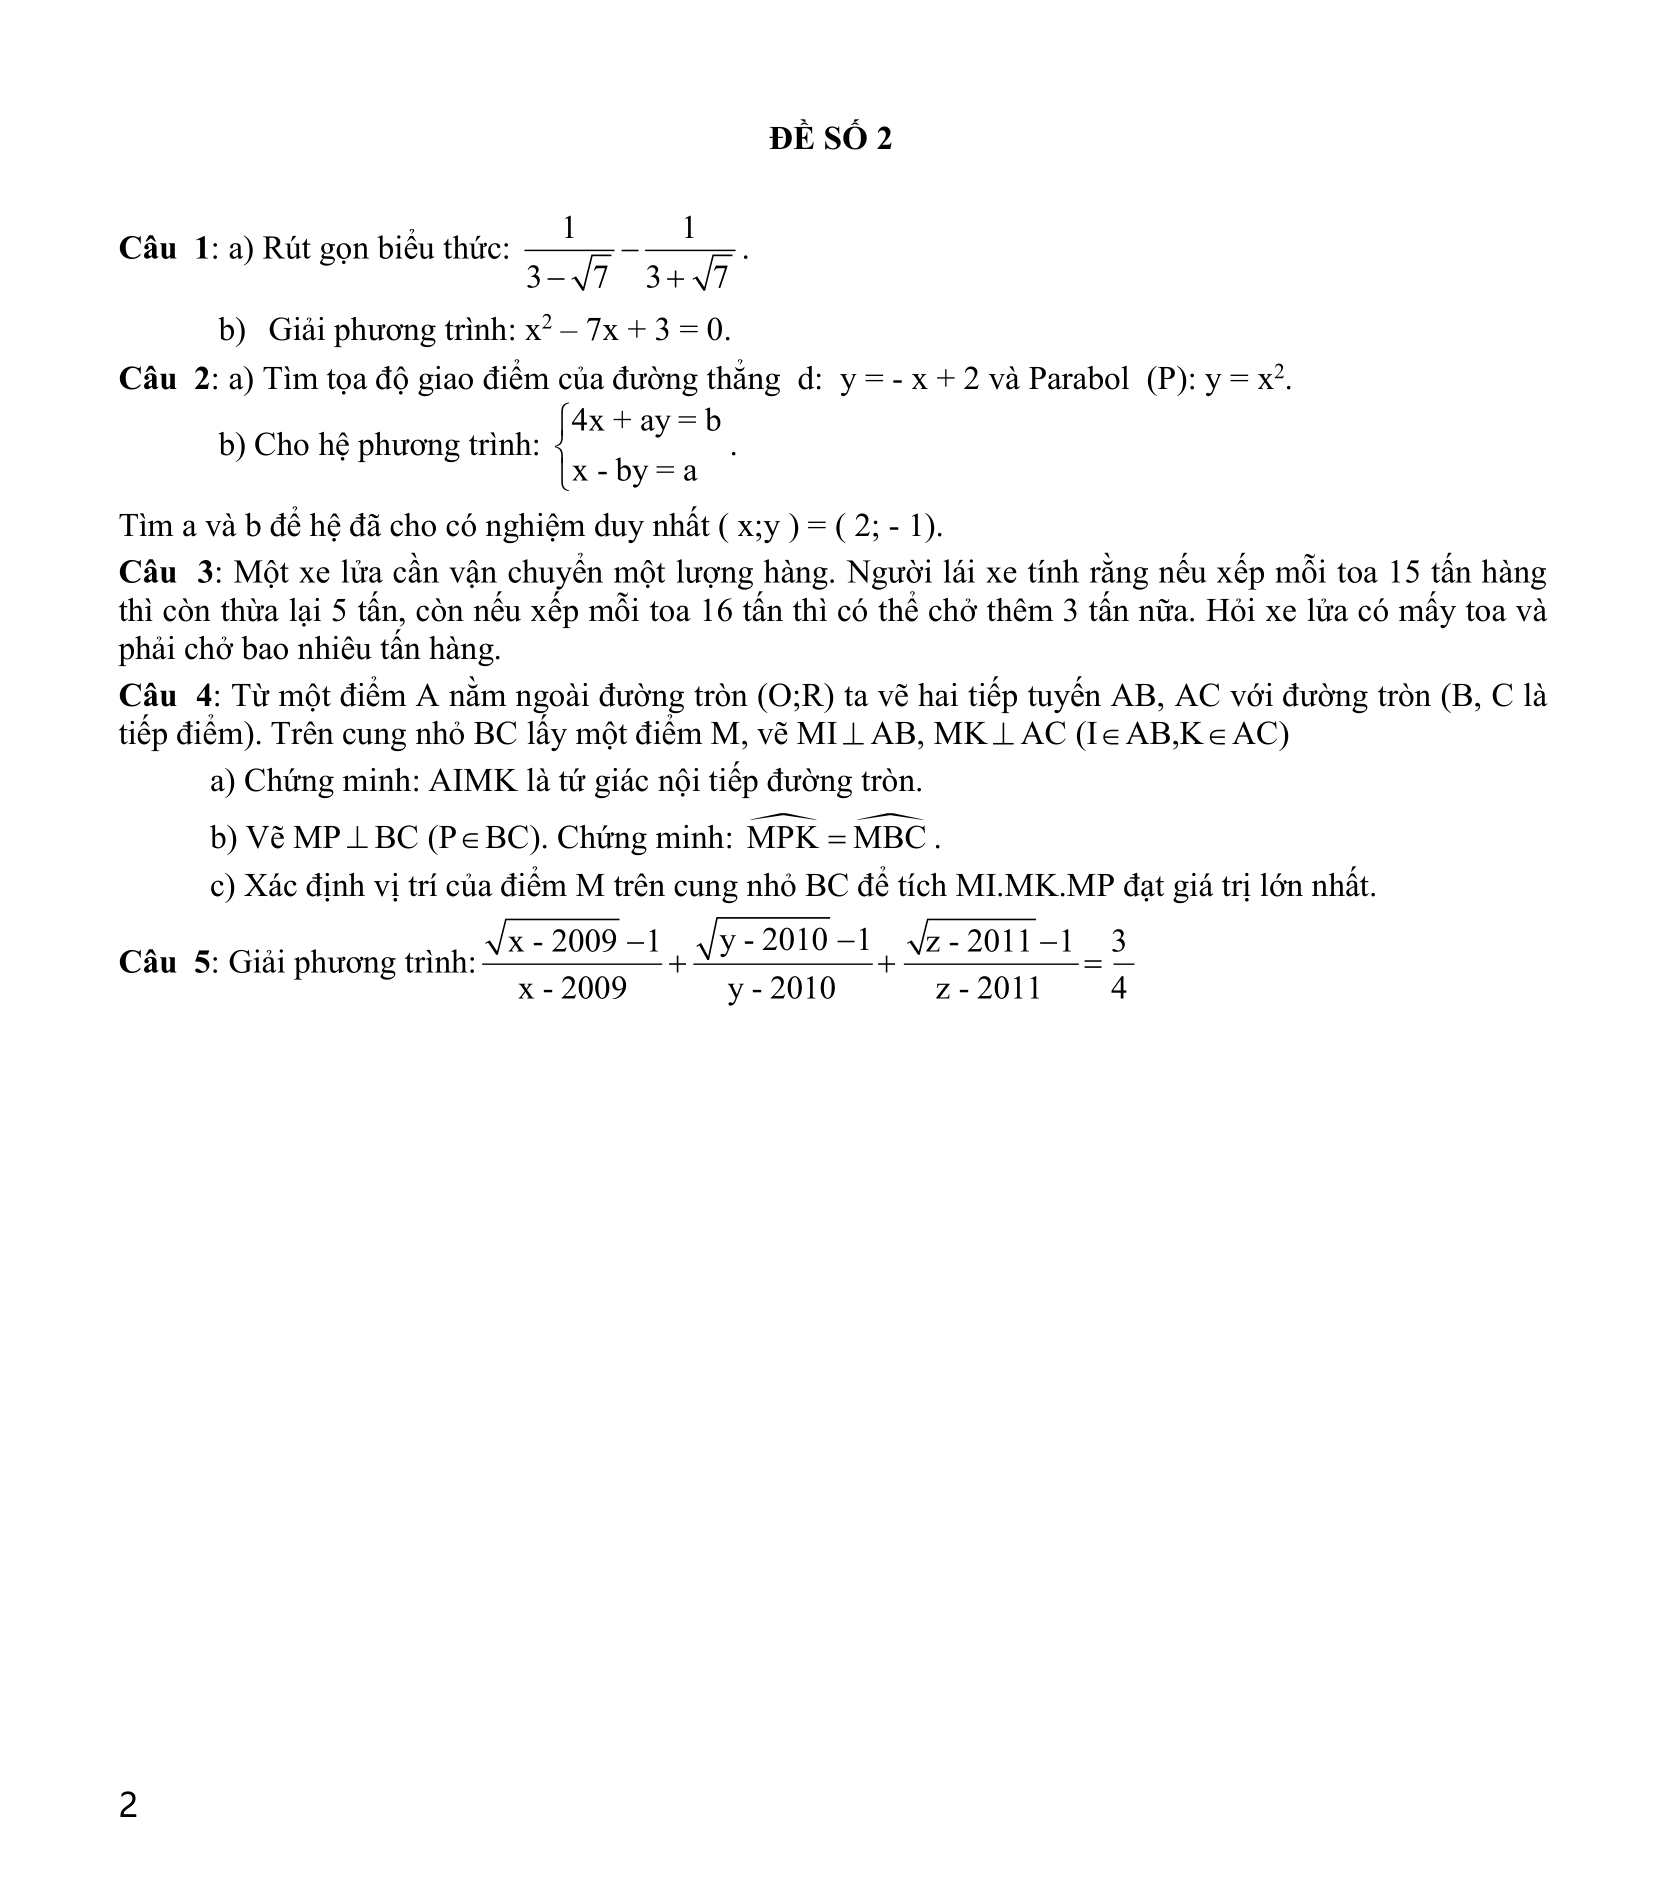 ĐỀ SỐ 2
Câu 1: a) Rút gọn biểu thức: \frac{1}{3-\sqrt{7}} - \frac{1}{3+\sqrt{7}}.
b) Giải phương trình: x² – 7x + 3 = 0.
Câu 2: a) Tìm tọa độ giao điểm của đường thẳng d: y = - x + 2 và Parabol (P): y = x².
b) Cho hệ phương trình: \begin{cases} 4x + ay = b \\ x - by = a \end{cases}.
Tìm a và b để hệ đã cho có nghiệm duy nhất ( x;y ) = ( 2; - 1).
Câu 3: Một xe lửa cần vận chuyển một lượng hàng. Người lái xe tính rằng nếu xếp mỗi toa 15 tấn hàng
thì còn thừa lại 5 tấn, còn nếu xếp mỗi toa 16 tấn thì có thể chở thêm 3 tấn nữa. Hỏi xe lửa có mấy toa và
phải chở bao nhiêu tấn hàng.
Câu 4: Từ một điểm A nằm ngoài đường tròn (O;R) ta vẽ hai tiếp tuyến AB, AC với đường tròn (B, C là
tiếp điểm). Trên cung nhỏ BC lấy một điểm M, vẽ MI ⊥ AB, MK ⊥ AC (I ∈ AB,K ∈ AC)
a) Chứng minh: AIMK là tứ giác nội tiếp đường tròn.
b) Vẽ MP ⊥ BC (P ∈ BC). Chứng minh: \widehat{MPK} = \widehat{MBC}.
c) Xác định vị trí của điểm M trên cung nhỏ BC để tích MI.MK.MP đạt giá trị lớn nhất.
Câu 5: Giải phương trình: \frac{\sqrt{x - 2009} - 1}{x - 2009} + \frac{\sqrt{y - 2010} - 1}{y - 2010} + \frac{\sqrt{z - 2011} - 1}{z - 2011} = \frac{3}{4}
2